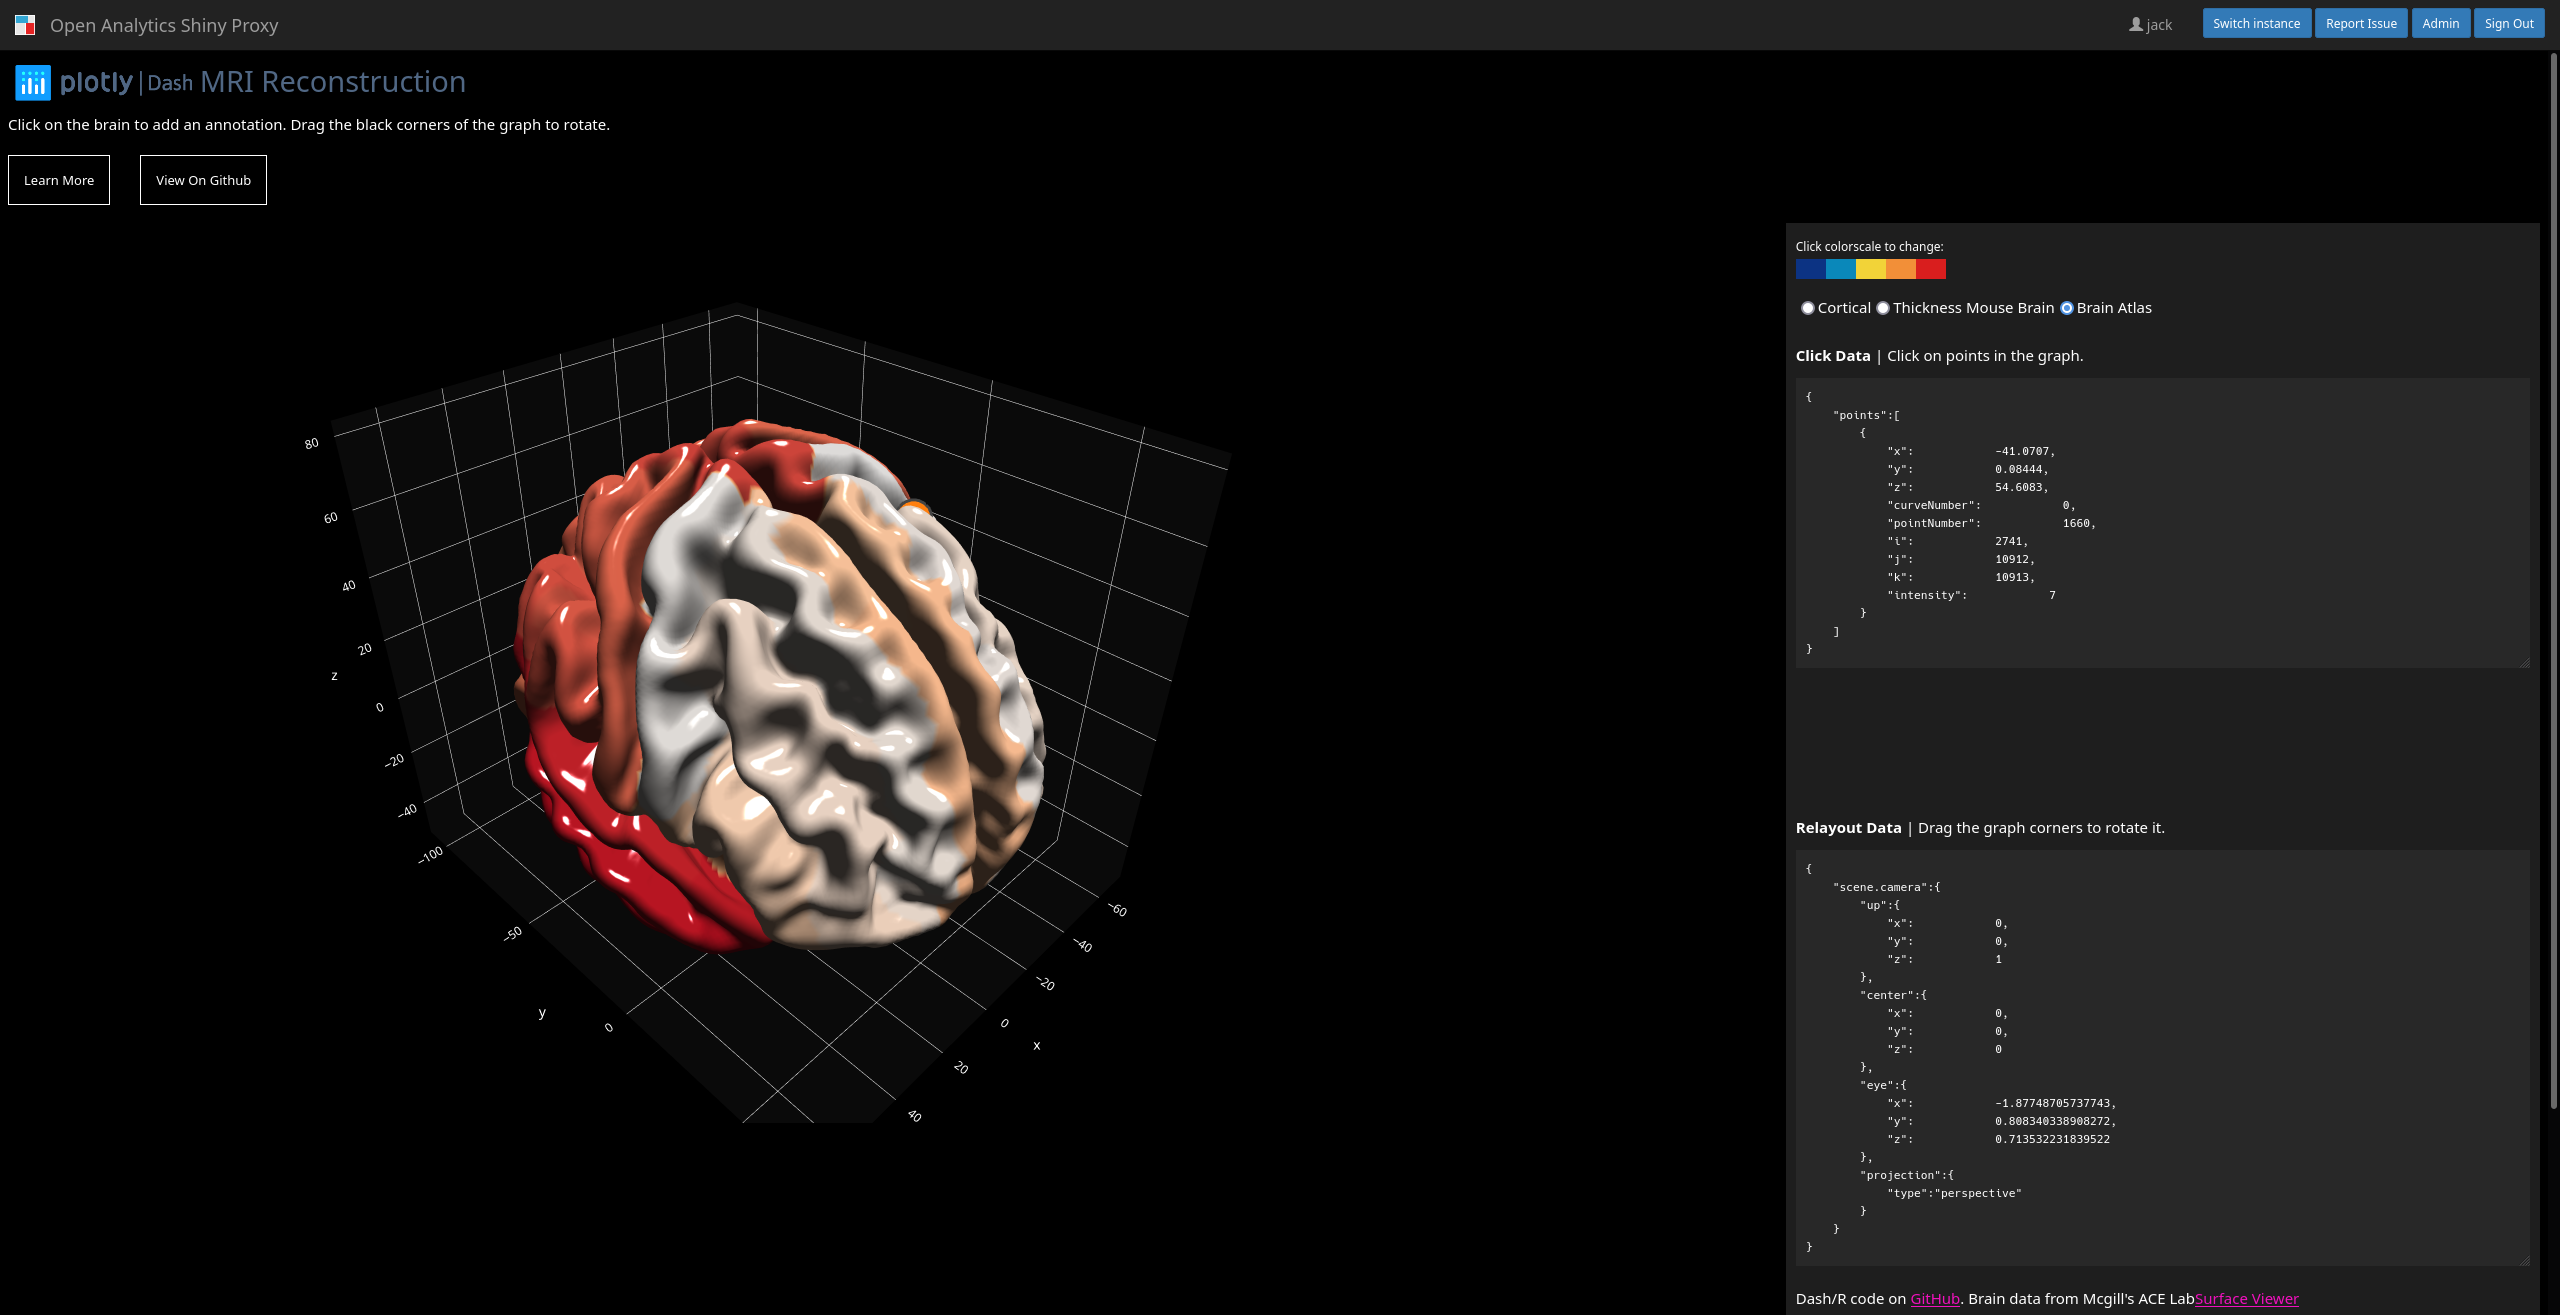 Open Analytics Shiny Proxy
jack
Switch instance
Report Issue
Admin
Sign Out
plotly | Dash MRI Reconstruction
Click on the brain to add an annotation. Drag the black corners of the graph to rotate.
Learn More
View On Github
80
60
40
20
0
−20
−40
z
−100
−50
0
y
−60
−40
−20
0
20
40
x
Click colorscale to change:
Cortical Thickness Mouse Brain Brain Atlas
Click Data | Click on points in the graph.
{
"points":[
{
"x": -41.0707,
"y": 0.08444,
"z": 54.6083,
"curveNumber": 0,
"pointNumber": 1660,
"i": 2741,
"j": 10912,
"k": 10913,
"intensity": 7
}
]
}
Relayout Data | Drag the graph corners to rotate it.
{
"scene.camera":{
"up":{
"x": 0,
"y": 0,
"z": 1
},
"center":{
"x": 0,
"y": 0,
"z": 0
},
"eye":{
"x": -1.87748705737743,
"y": 0.808340338908272,
"z": 0.713532231839522
},
"projection":{
"type":"perspective"
}
}
}
Dash/R code on GitHub. Brain data from Mcgill's ACE LabSurface Viewer